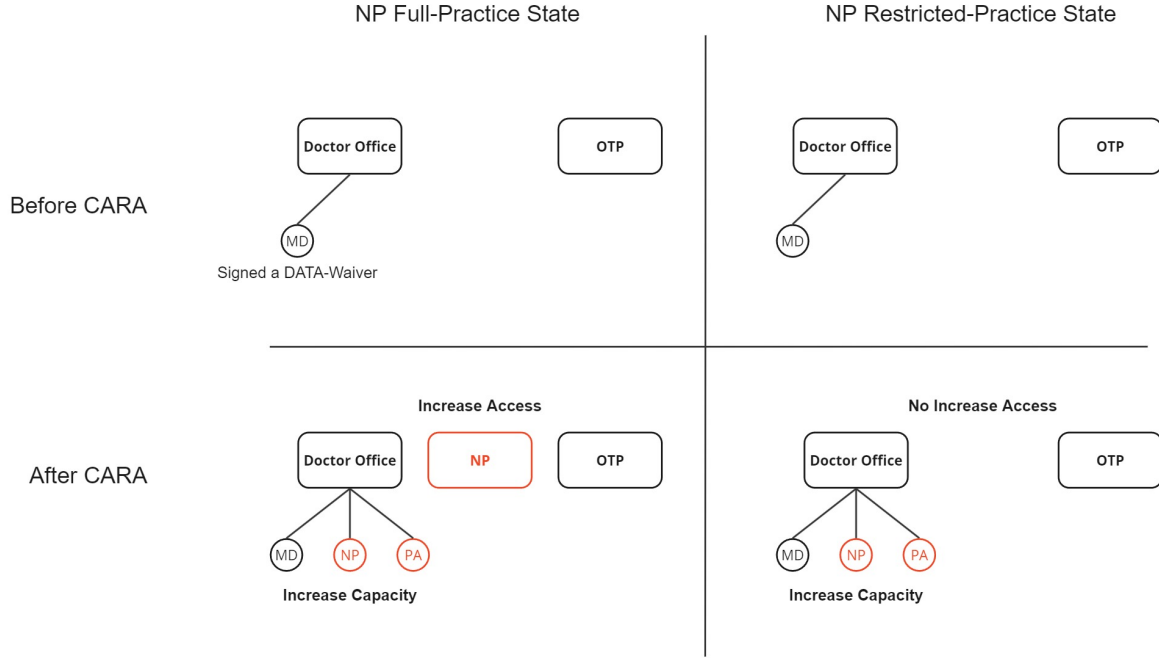 NP Full-Practice State
NP Restricted-Practice State
Before CARA
Doctor Office
OTP
MD
Signed a DATA-Waiver
Doctor Office
OTP
MD
After CARA
Increase Access
Doctor Office
NP
OTP
MD
NP
PA
Increase Capacity
No Increase Access
Doctor Office
OTP
MD
NP
PA
Increase Capacity